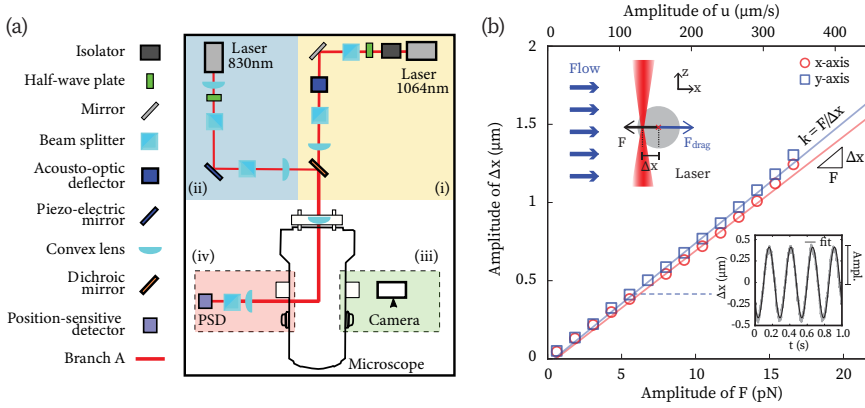 (a)
Isolator
Half-wave plate
Mirror
Beam splitter
Acousto-optic
deflector
Piezo-electric
mirror
Convex lens
Dichroic
mirror
Position-sensitive
detector
Branch A
Laser
830nm
Laser
1064nm
(ii)
(i)
(iv)
(iii)
PSD
Camera
Microscope
(b)
Amplitude of u (μm/s)
0 100 200 300 400
Amplitude of Δx (μm)
2
1.5
1
0.5
0
Flow
z
x
F
F_drag
Δx
Laser
x-axis
y-axis
k = F/Δx
Δx
F
0.5
0
-0.5
Δx (μm)
fit
Ampl.
0 0.2 0.4 0.6 0.8 1.0
t (s)
0 5 10 15 20
Amplitude of F (pN)